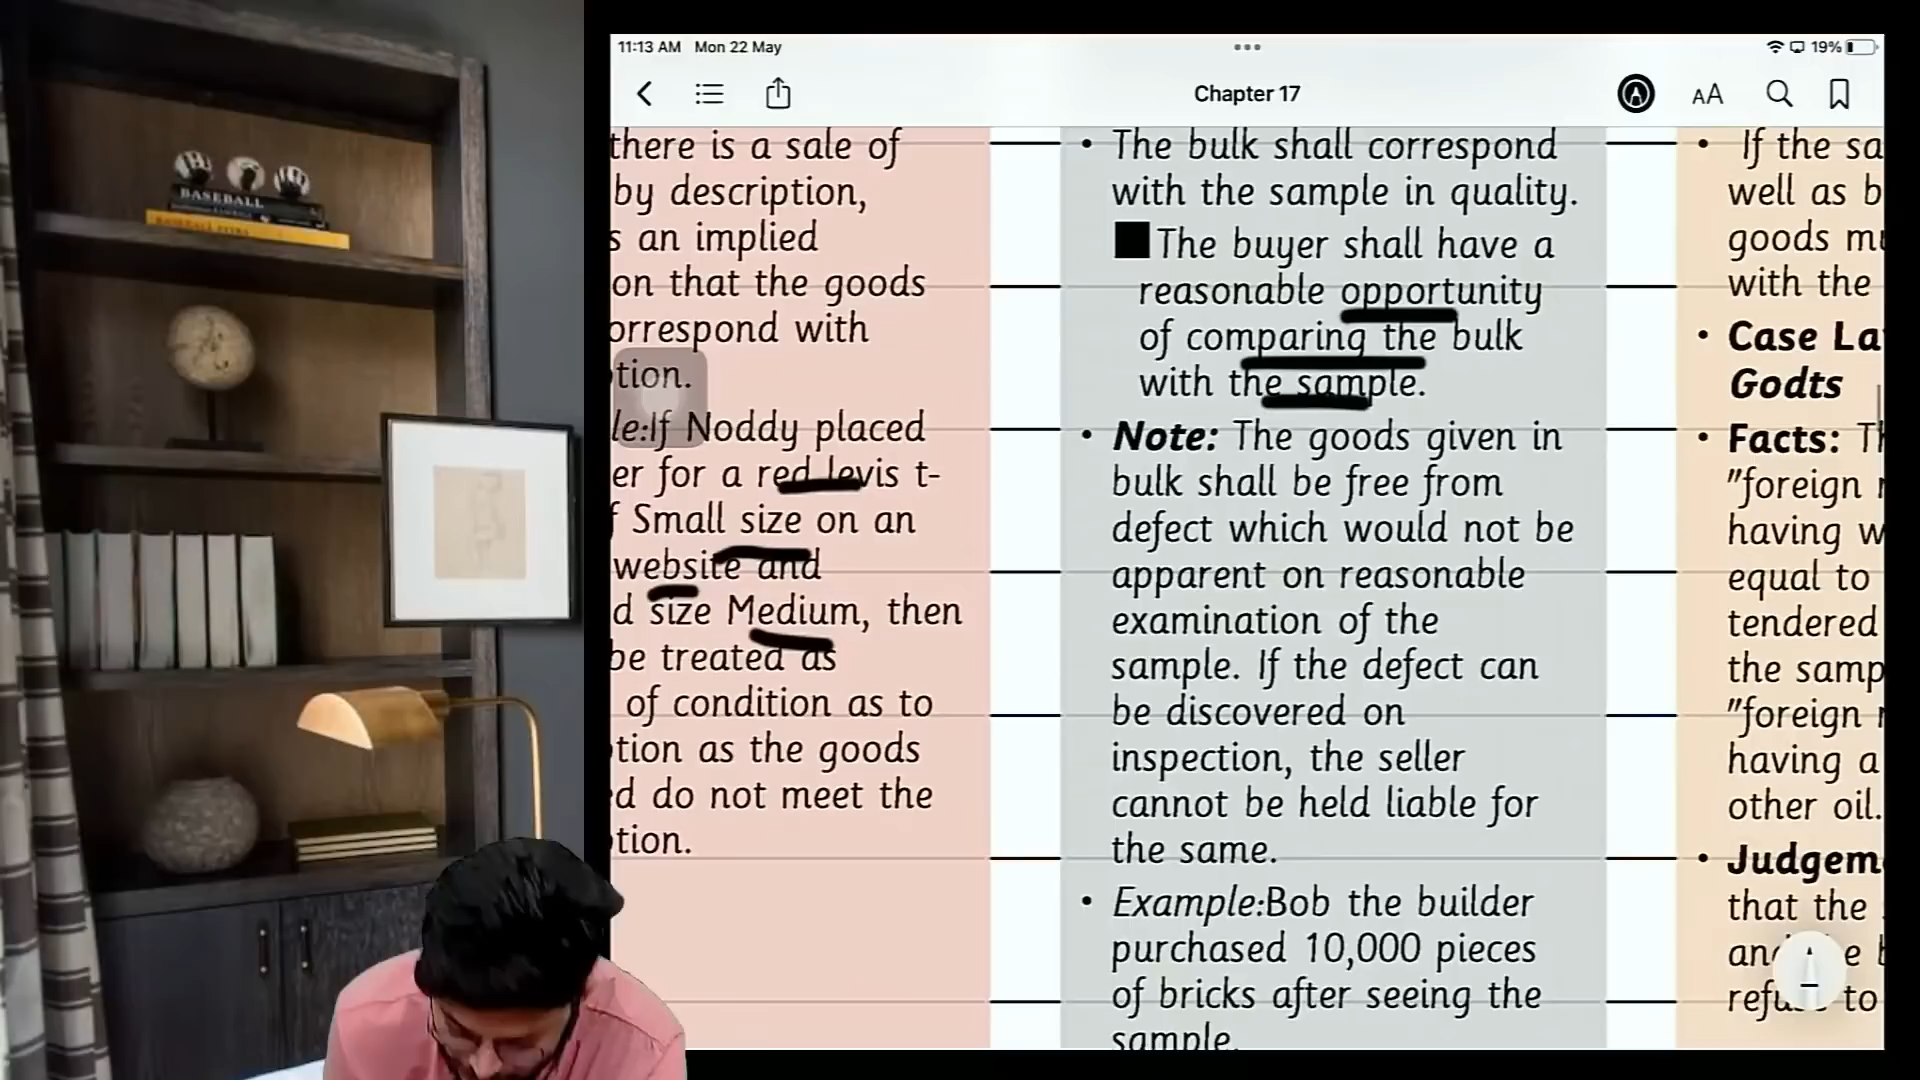 BASEBALL
11:13 AM Mon 22 May
19%
Chapter 17
AA
there is a sale of
by description,
s an implied
on that the goods
orrespond with
tion.
le:If Noddy placed
er for a red levis t-
f Small size on an
website and
d size Medium, then
be treated as
of condition as to
tion as the goods
ed do not meet the
tion.
• The bulk shall correspond
with the sample in quality.
The buyer shall have a
reasonable opportunity
of comparing the bulk
with the sample.
• Note: The goods given in
bulk shall be free from
defect which would not be
apparent on reasonable
examination of the
sample. If the defect can
be discovered on
inspection, the seller
cannot be held liable for
the same.
• Example:Bob the builder
purchased 10,000 pieces
of bricks after seeing the
sample.
• If the sa
well as b
goods mu
with the
• Case La
Godts
• Facts: Th
"foreign r
having w
equal to
tendered
the samp
"foreign r
having a
other oil.
• Judgem
that the
and e b
refu to